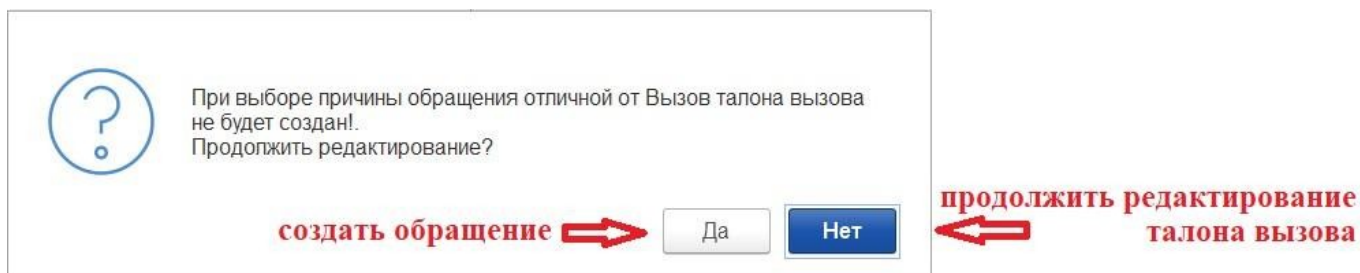 При выборе причины обращения отличной от Вызов талона вызова
не будет создан!.
Продолжить редактирование?
создать обращение
Да
Нет
продолжить редактирование
талона вызова